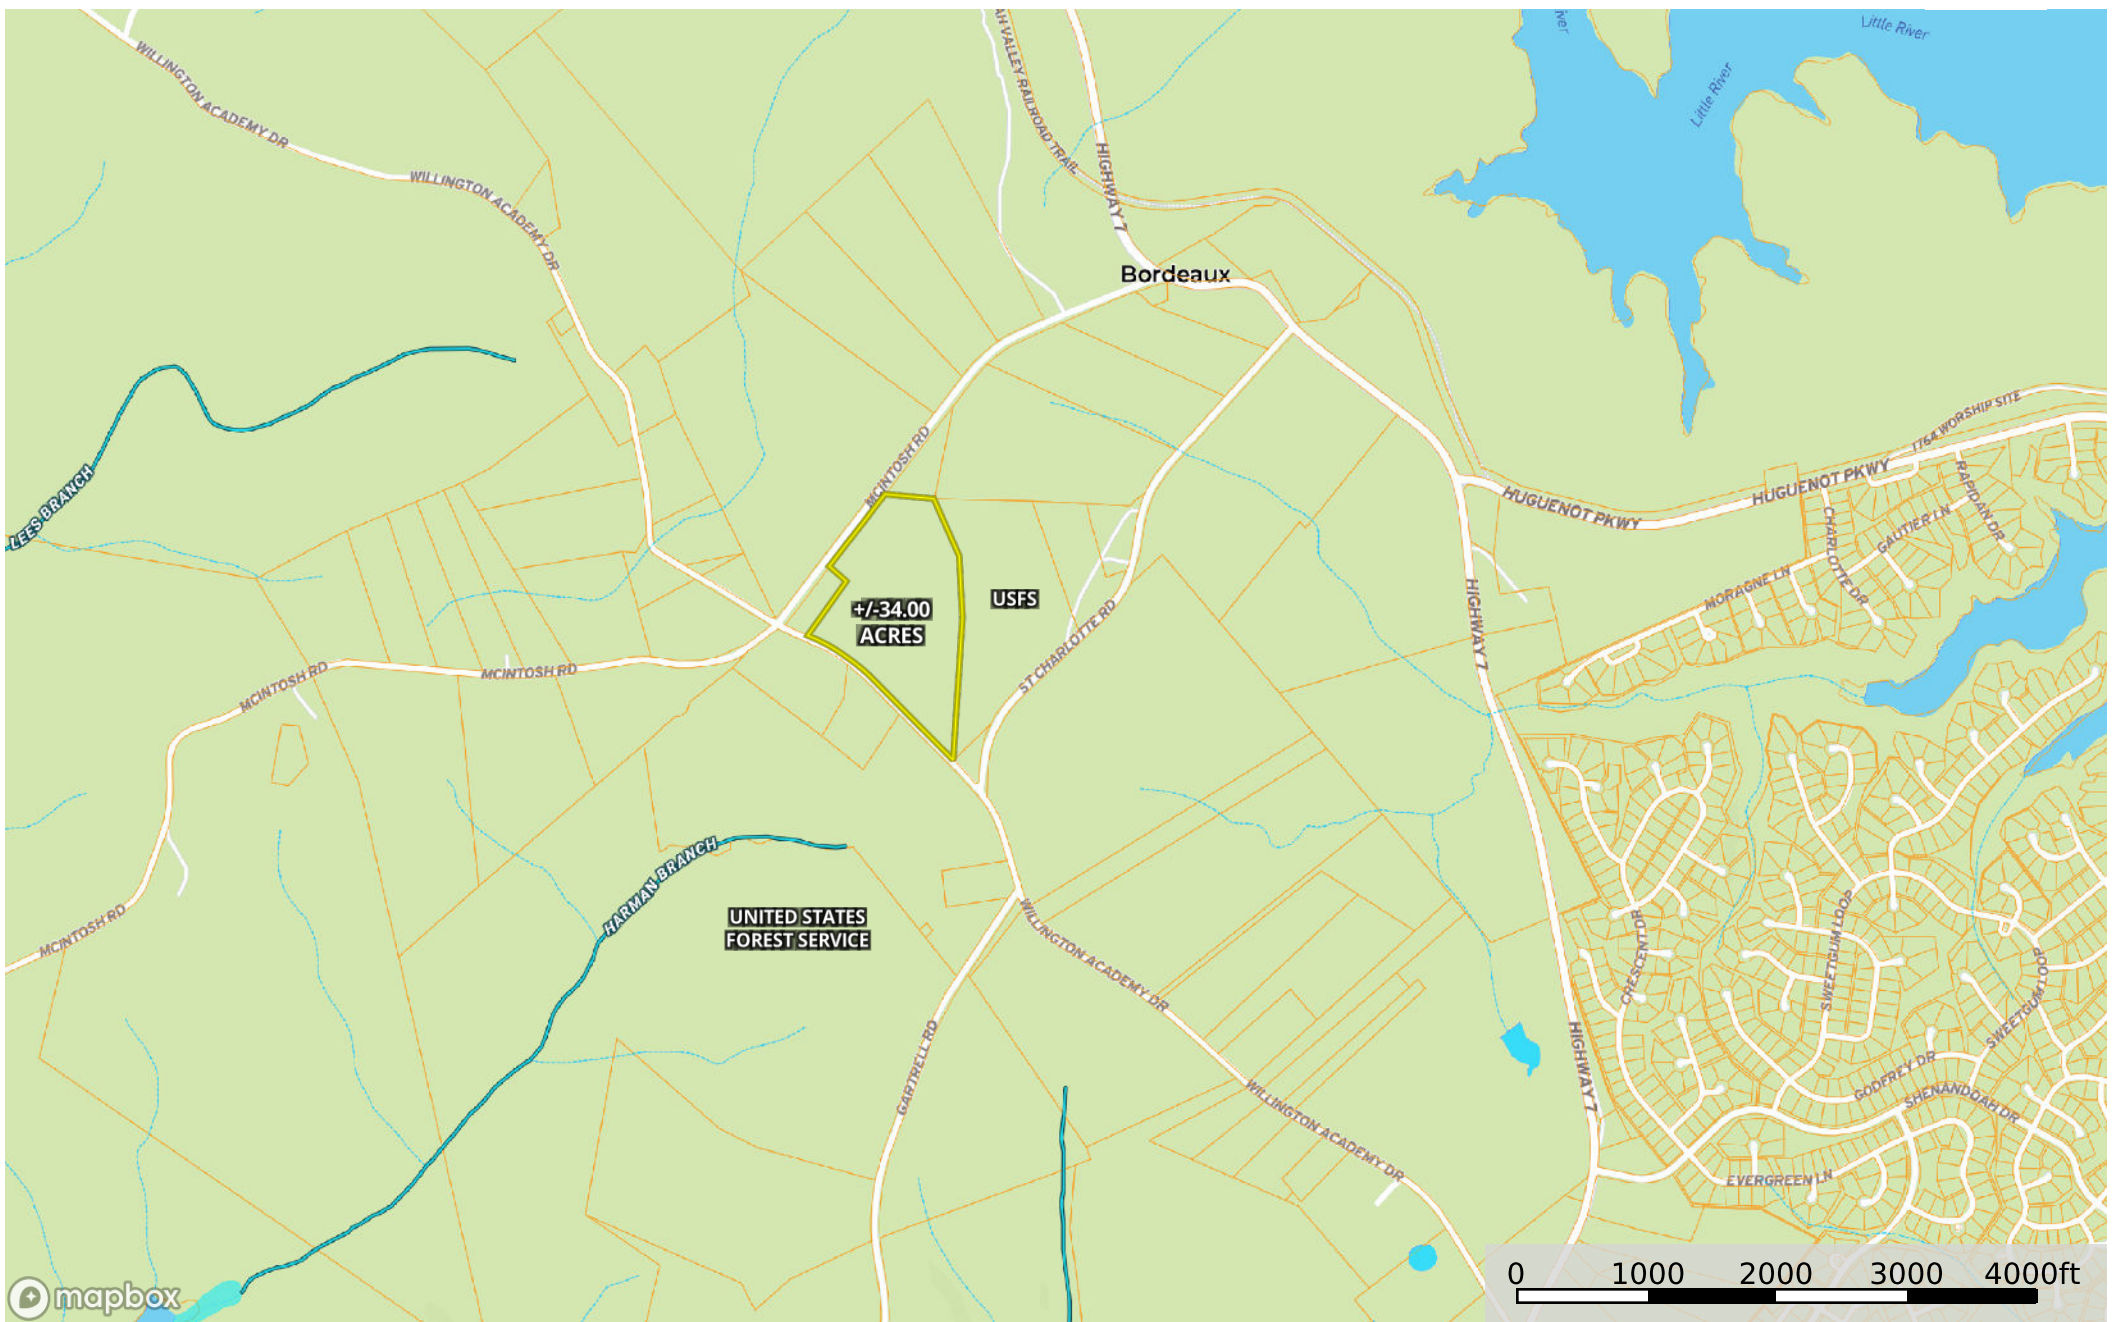 Little River
River
Little River
AH VALLEY RAILROAD TRAIL
WILLINGTON ACADEMY DR
WILLINGTON ACADEMY DR
HIGHWAY 7
Bordeaux
1764 WORSHIP SITE
HUGUENOT PKWY
HUGUENOT PKWY
RAPIDAN DR
GAUTIER LN
CHARLOTTE DR
MORAGNE LN
MCINTOSH RD
LEES BRANCH
+/-34.00
ACRES
USFS
ST CHARLOTTE RD
HIGHWAY 7
MCINTOSH RD
MCINTOSH RD
HARMAN BRANCH
UNITED STATES
FOREST SERVICE
MCINTOSH RD
WILLINGTON ACADEMY DR
CRESCENT DR
SWEETGUM LOOP
SWEETGUM LOOP
GARTRELL RD
HIGHWAY 7
GODFREY DR
SHENANDOAH DR
WILLINGTON ACADEMY DR
EVERGREEN LN
0 1000 2000 3000 4000ft
mapbox